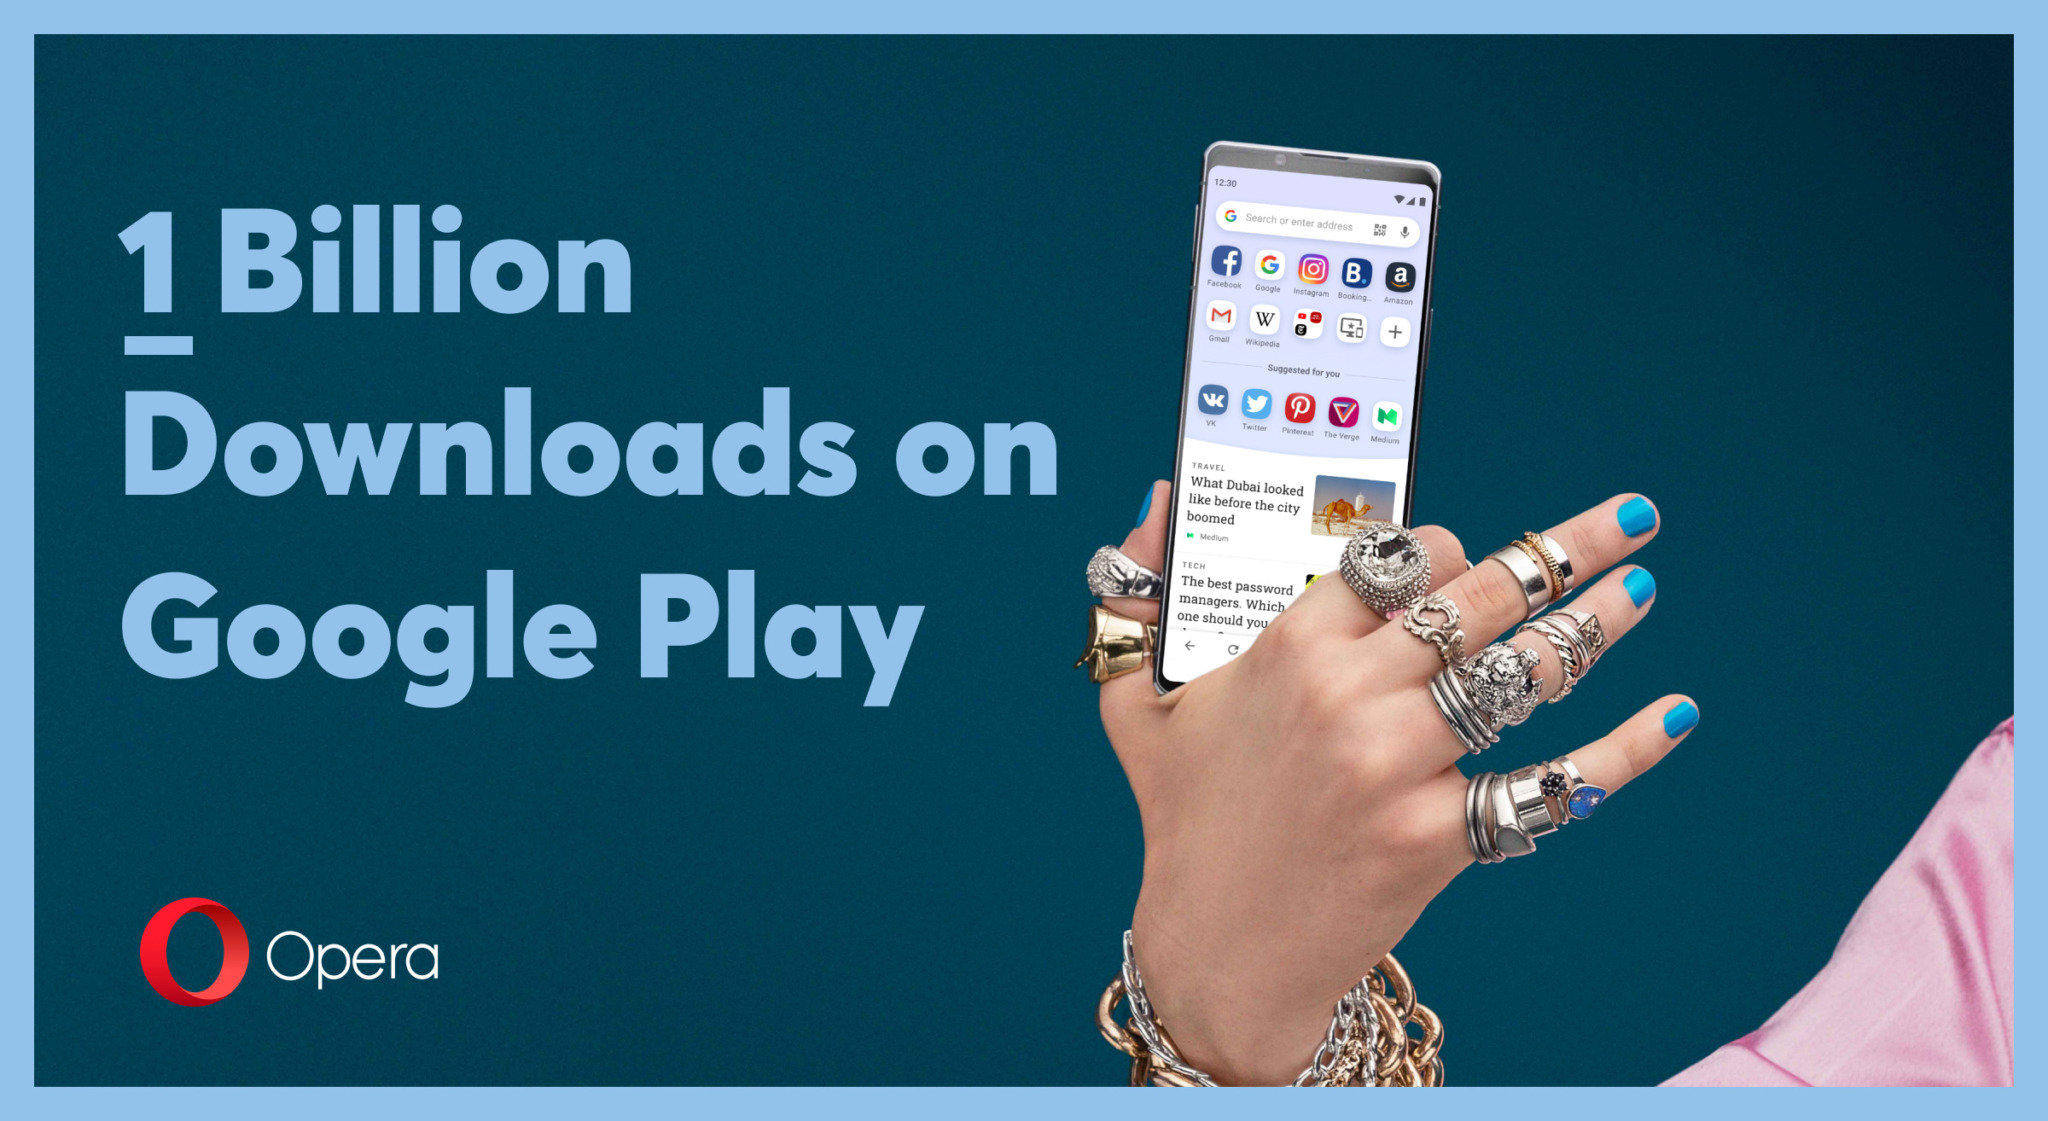 1 Billion
Downloads on
Google Play
Opera
12:30
Search or enter address
Facebook
Google
Instagram
Booking...
Amazon
Gmail
Wikipedia
Suggested for you
VK
Twitter
Pinterest
The Verge
Medium
TRAVEL
What Dubai looked
like before the city
boomed
Medium
TECH
The best password
managers. Which
one should you